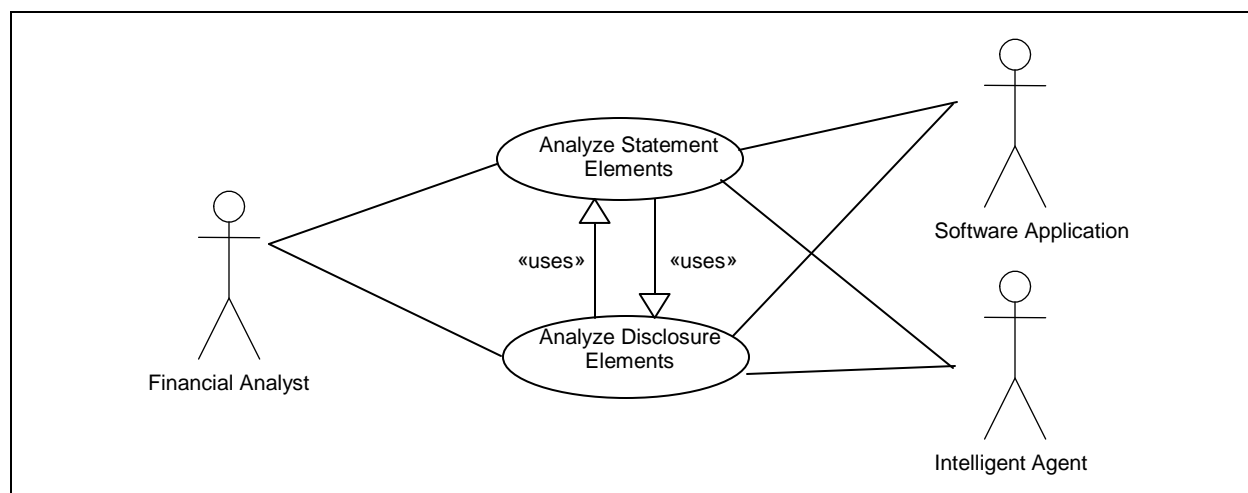 Analyze Statement
Elements
Software Application
«uses»
«uses»
Analyze Disclosure
Elements
Financial Analyst
Intelligent Agent